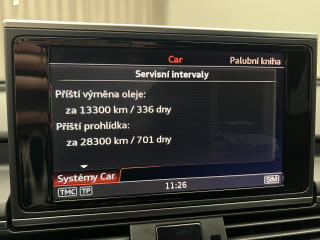 Car
Palubní kniha
Servisní intervaly
Příští výměna oleje:
za 13300 km / 336 dny
Příští prohlídka:
za 28300 km / 701 dny
Systémy Car
TMC TP
11:26
SIM